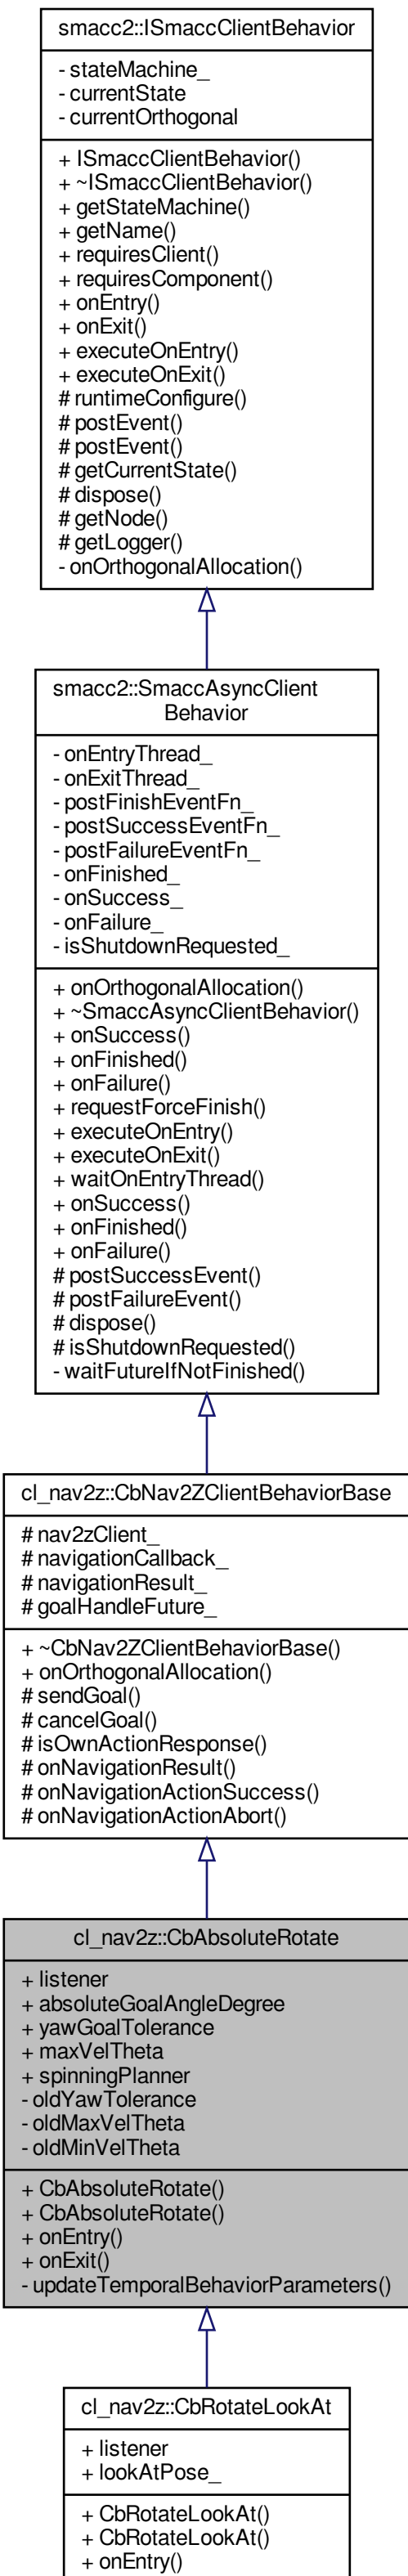 smacc2::ISmaccClientBehavior
- stateMachine_
- currentState
- currentOrthogonal
+ ISmaccClientBehavior()
+ ~ISmaccClientBehavior()
+ getStateMachine()
+ getName()
+ requiresClient()
+ requiresComponent()
+ onEntry()
+ onExit()
+ executeOnEntry()
+ executeOnExit()
# runtimeConfigure()
# postEvent()
# postEvent()
# getCurrentState()
# dispose()
# getNode()
# getLogger()
- onOrthogonalAllocation()
smacc2::SmaccAsyncClient
Behavior
- onEntryThread_
- onExitThread_
- postFinishEventFn_
- postSuccessEventFn_
- postFailureEventFn_
- onFinished_
- onSuccess_
- onFailure_
- isShutdownRequested_
+ onOrthogonalAllocation()
+ ~SmaccAsyncClientBehavior()
+ onSuccess()
+ onFinished()
+ onFailure()
+ requestForceFinish()
+ executeOnEntry()
+ executeOnExit()
+ waitOnEntryThread()
+ onSuccess()
+ onFinished()
+ onFailure()
# postSuccessEvent()
# postFailureEvent()
# dispose()
# isShutdownRequested()
- waitFutureIfNotFinished()
cl_nav2z::CbNav2ZClientBehaviorBase
# nav2zClient_
# navigationCallback_
# navigationResult_
# goalHandleFuture_
+ ~CbNav2ZClientBehaviorBase()
+ onOrthogonalAllocation()
# sendGoal()
# cancelGoal()
# isOwnActionResponse()
# onNavigationResult()
# onNavigationActionSuccess()
# onNavigationActionAbort()
cl_nav2z::CbAbsoluteRotate
+ listener
+ absoluteGoalAngleDegree
+ yawGoalTolerance
+ maxVelTheta
+ spinningPlanner
- oldYawTolerance
- oldMaxVelTheta
- oldMinVelTheta
+ CbAbsoluteRotate()
+ CbAbsoluteRotate()
+ onEntry()
+ onExit()
- updateTemporalBehaviorParameters()
cl_nav2z::CbRotateLookAt
+ listener
+ lookAtPose_
+ CbRotateLookAt()
+ CbRotateLookAt()
+ onEntry()